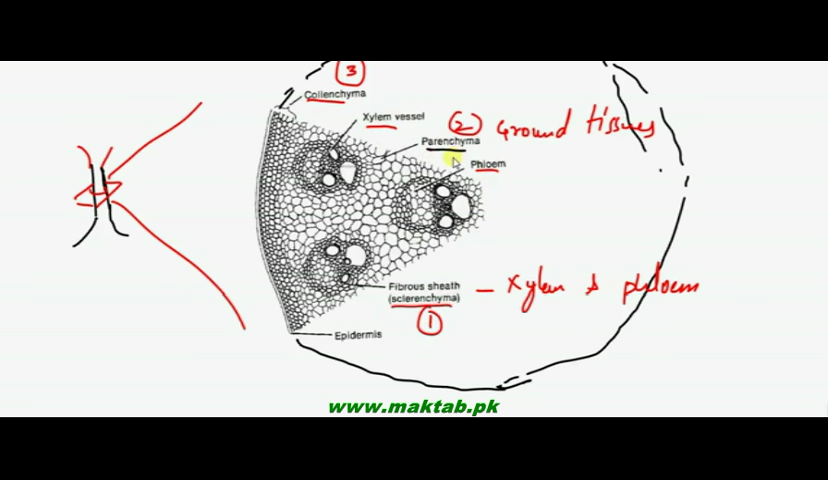 3
Collenchyma
Xylem vessel
2 Ground tissues
Parenchyma
Phloem
Fibrous sheath
(sclerenchyma)
- xylem & phloem
1
Epidermis
www.maktab.pk